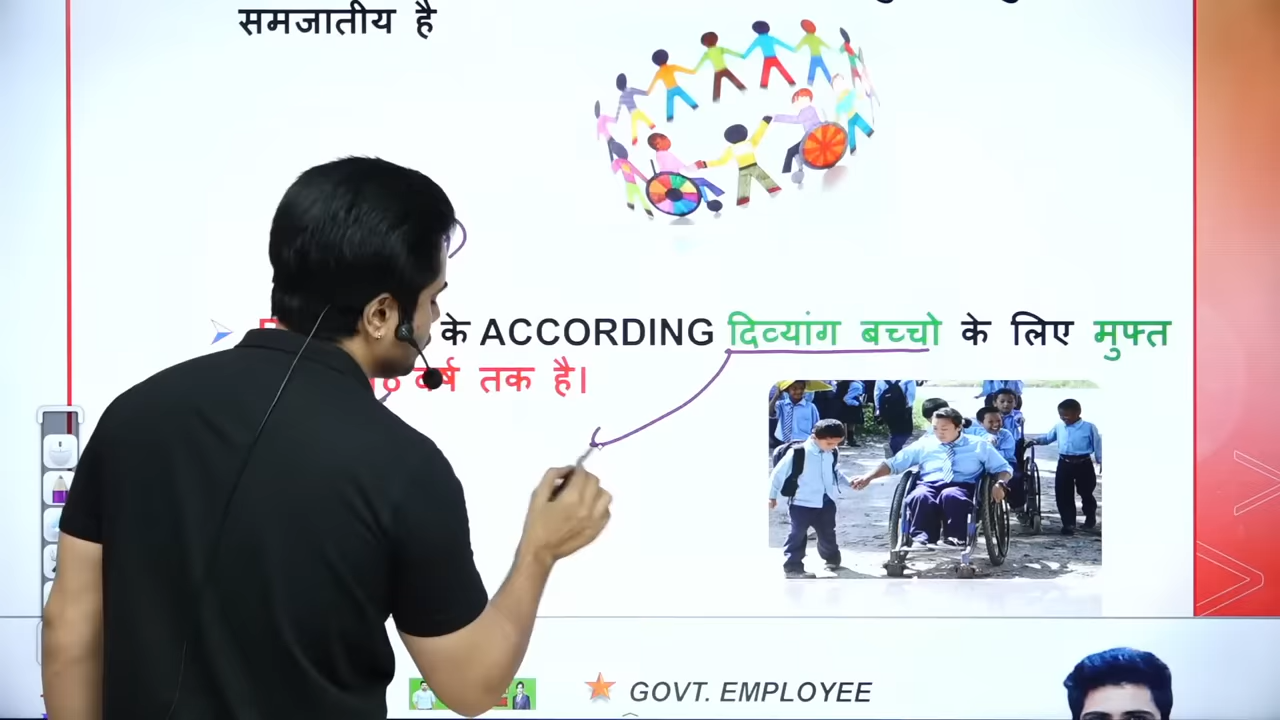 समजातीय है
के ACCORDING दिव्यांग बच्चो के लिए मुफ्त
वर्ष तक है।
GOVT. EMPLOYEE